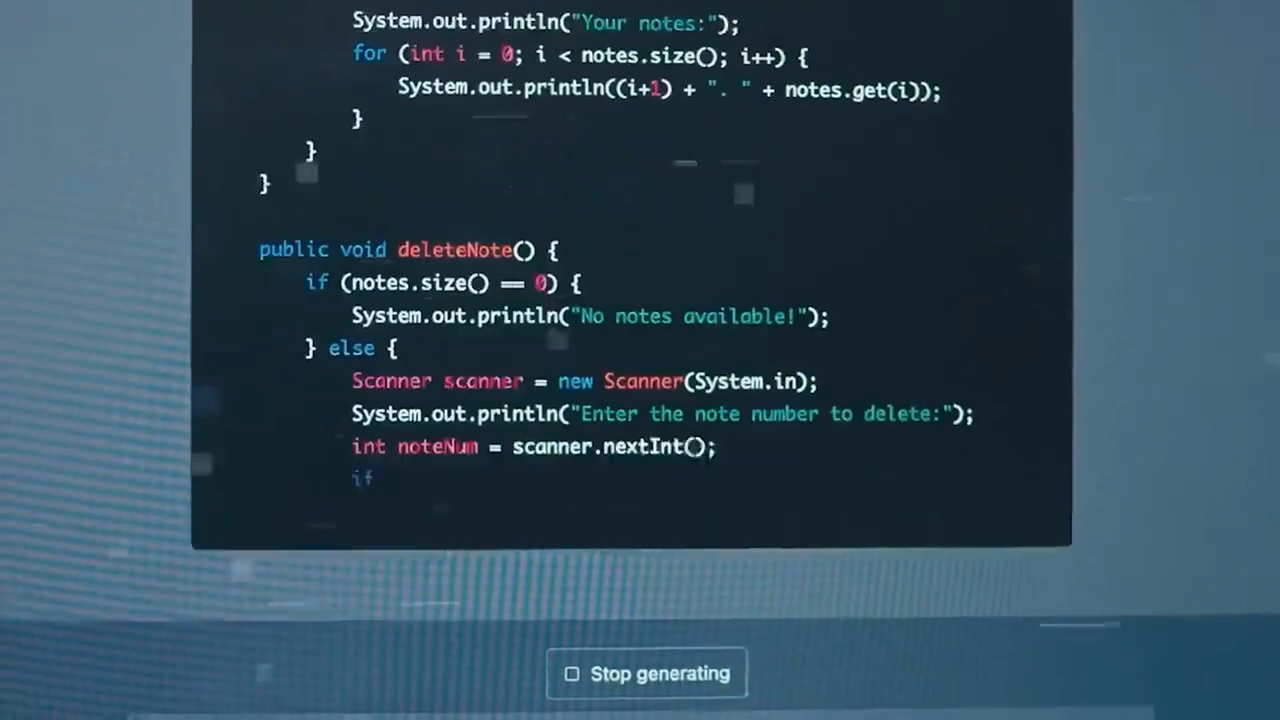 System.out.println("Your notes:");
for (int i = 0; i < notes.size(); i++) {
System.out.println((i+1) + ". " + notes.get(i));
}
}
}
public void deleteNote() {
if (notes.size() == 0) {
System.out.println("No notes available!");
} else {
Scanner scanner = new Scanner(System.in);
System.out.println("Enter the note number to delete:");
int noteNum = scanner.nextInt();
if
Stop generating